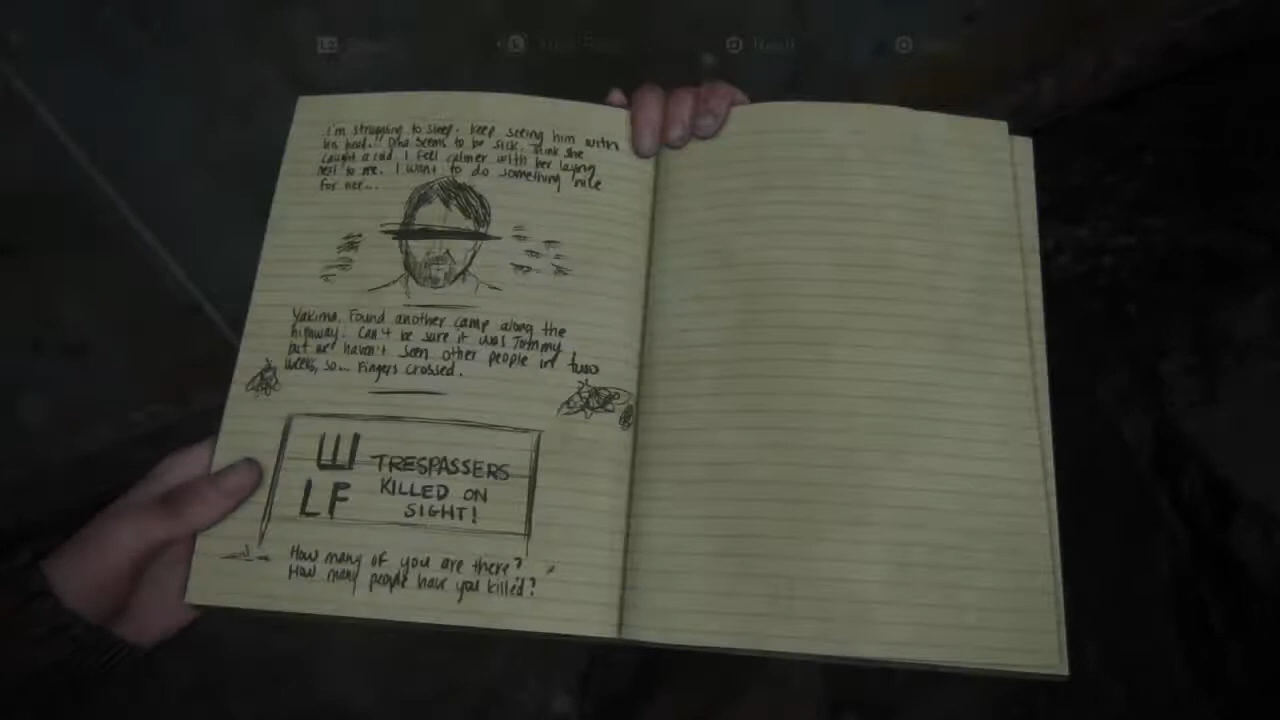 I'm struggling to sleep. Keep seeing him with
his head... Dina seems to be sick. Think she
caught a cold. I feel calmer with her laying
next to me. I want to do something nice
for her...
Yakima. Found another camp along the
highway. Can't be sure it was Tommy
but we haven't seen other people in two
weeks, so... Fingers crossed.
W
LF
TRESPASSERS
KILLED ON
SIGHT!
How many of you are there?
How many people have you killed?